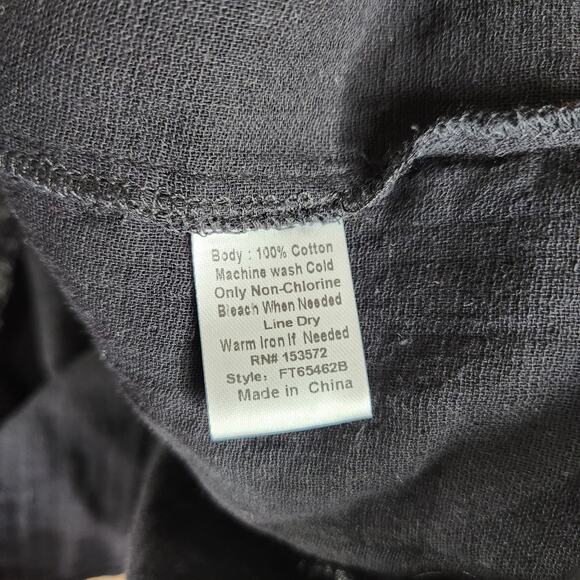 Body : 100% Cotton
Machine wash Cold
Only Non-Chlorine
Bleach When Needed
Line Dry
Warm Iron If Needed
RN# 153572
Style: FT65462B
Made in China